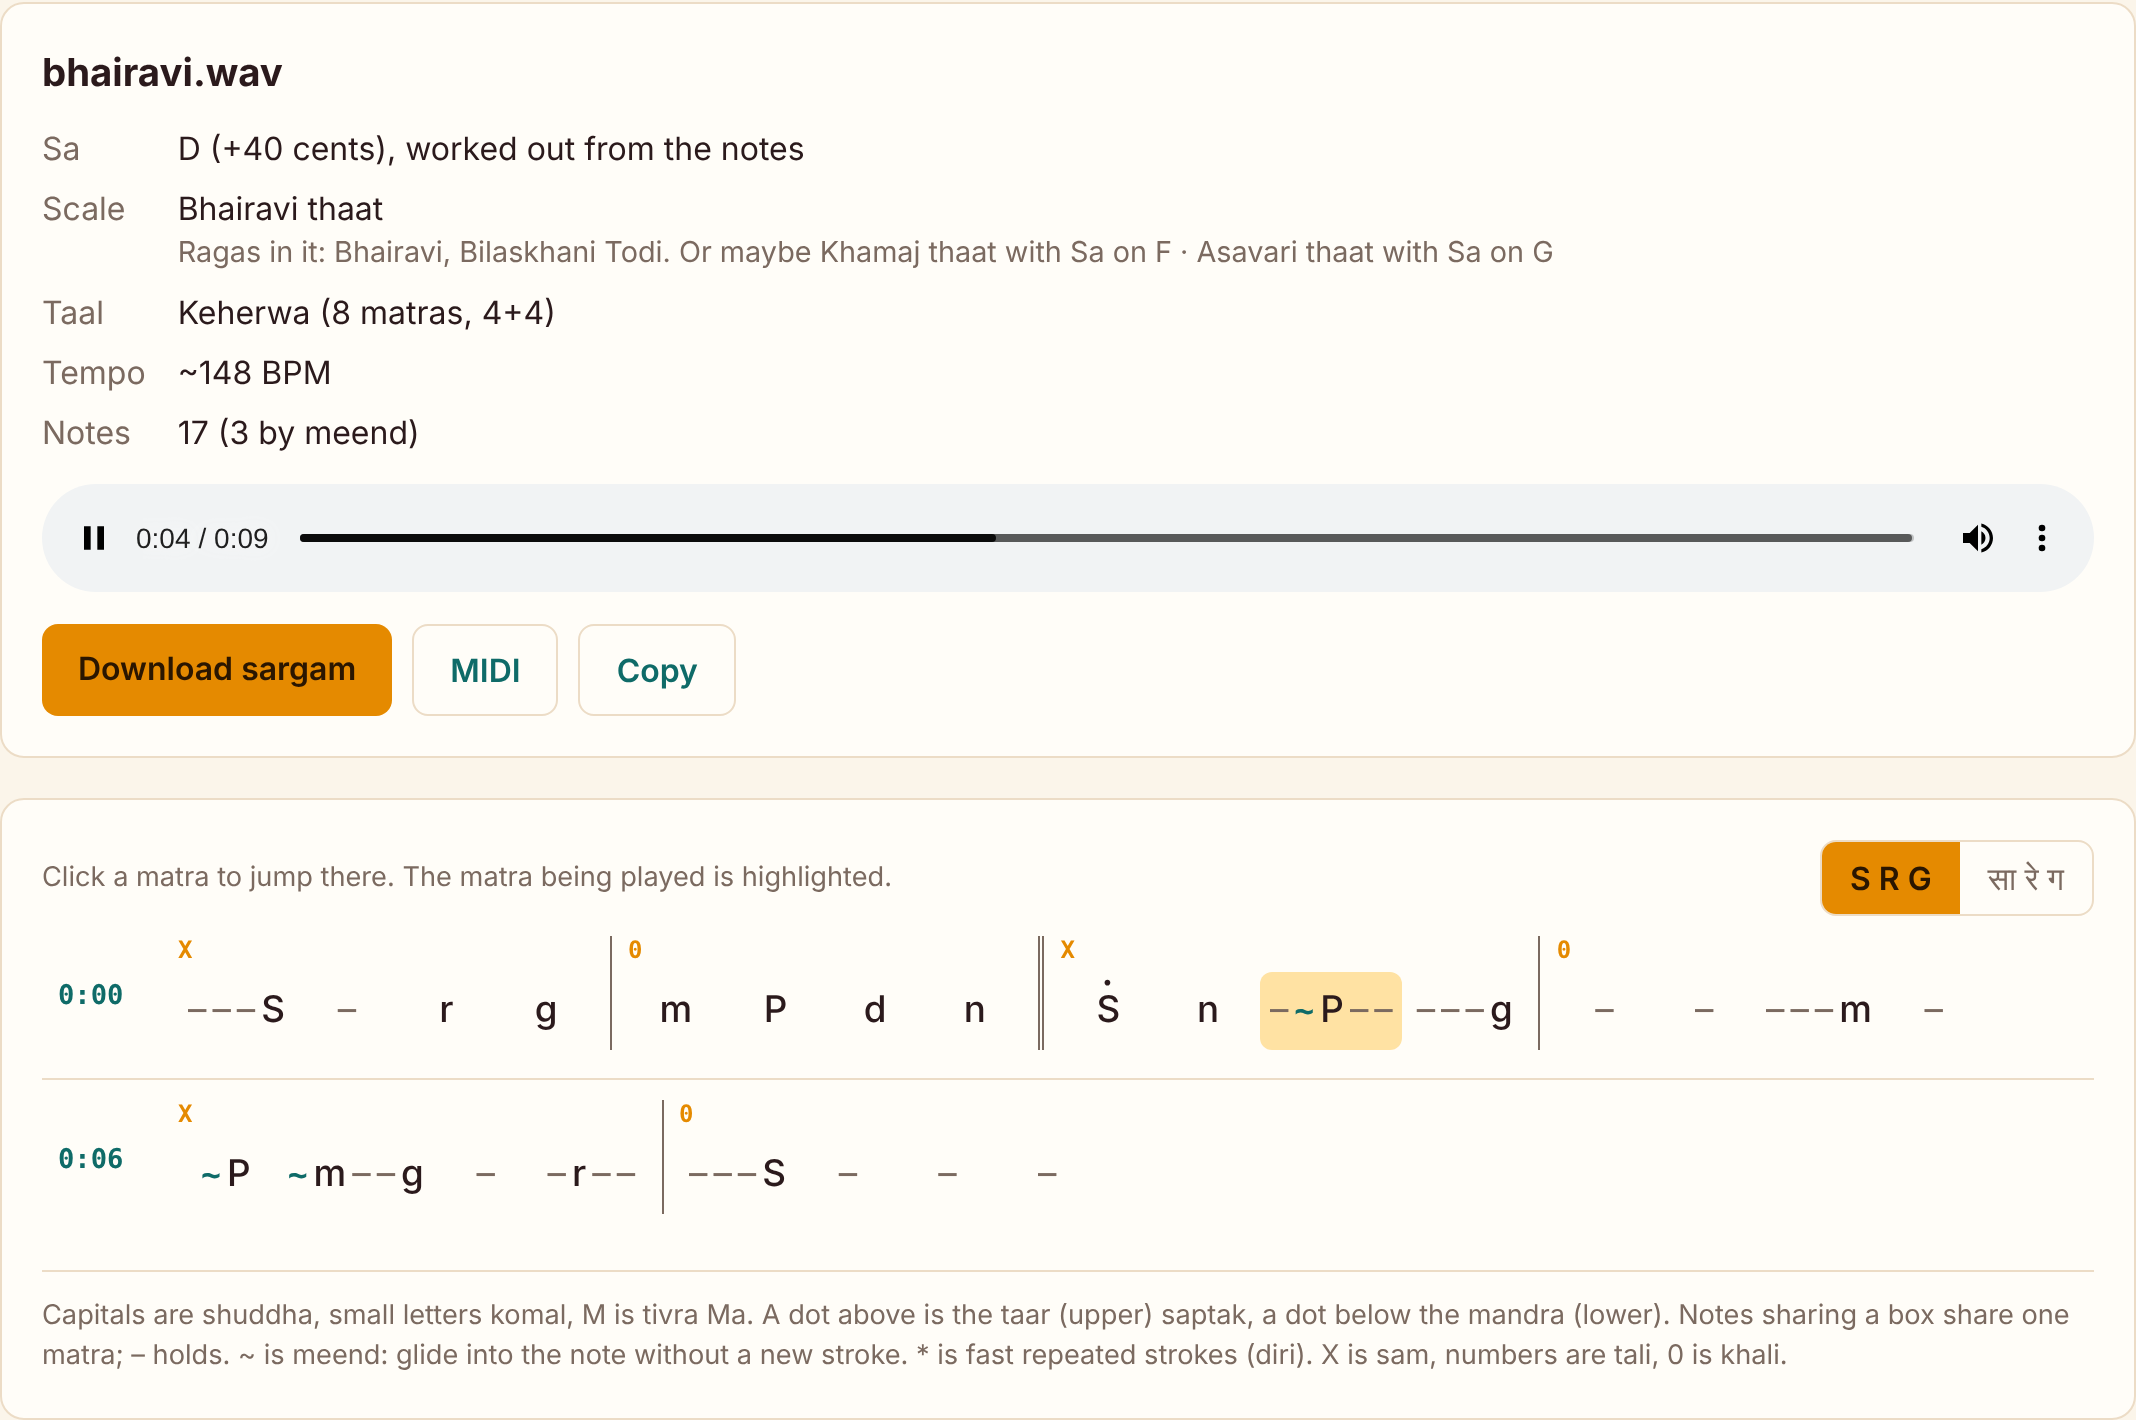 bhairavi.wav
Sa D (+40 cents), worked out from the notes
Scale Bhairavi thaat
Ragas in it: Bhairavi, Bilaskhani Todi. Or maybe Khamaj thaat with Sa on F · Asavari thaat with Sa on G
Taal Keherwa (8 matras, 4+4)
Tempo ~148 BPM
Notes 17 (3 by meend)
0:04 / 0:09
Download sargam MIDI Copy
Click a matra to jump there. The matra being played is highlighted. S R G सा रे ग
X 0 X 0
0:00 –––S – r g m P d n Ṡ n –~P–– –––g – – –––m –
X 0
0:06 ~P ~m––g – –r–– –––S – – –
Capitals are shuddha, small letters komal, M is tivra Ma. A dot above is the taar (upper) saptak, a dot below the mandra (lower). Notes sharing a box share one
matra; – holds. ~ is meend: glide into the note without a new stroke. * is fast repeated strokes (diri). X is sam, numbers are tali, 0 is khali.